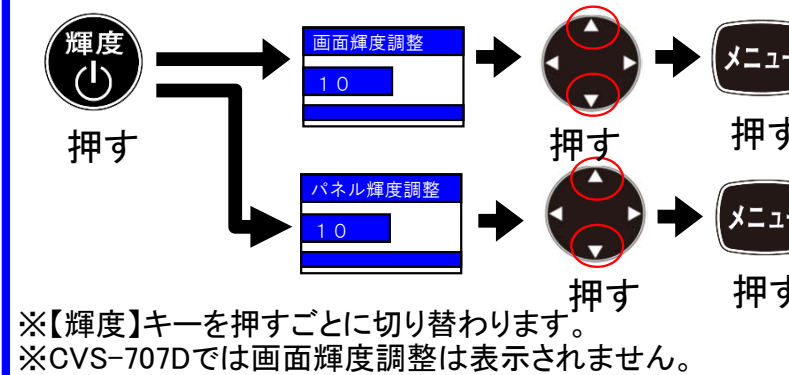 輝度
押す
画面輝度調整
10
押す
メニュー
押す
パネル輝度調整
10
押す
メニュー
押す
※【輝度】キーを押すごとに切り替わります。
※CVS-707Dでは画面輝度調整は表示されません。